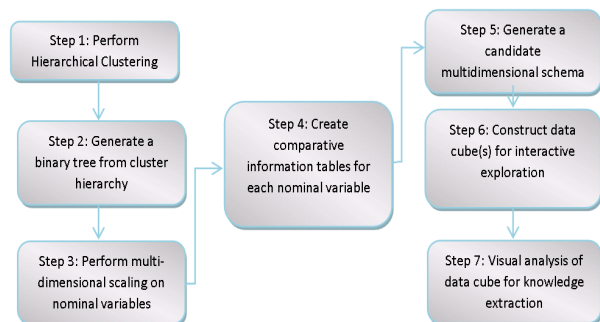 Step 1: Perform
Hierarchical Clustering
Step 2: Generate a
binary tree from cluster
hierarchy
Step 3: Perform multi-
dimensional scaling on
nominal variables
Step 4: Create
comparative
information tables for
each nominal variable
Step 5: Generate a
candidate
multidimensional schema
Step 6: Construct data
cube(s) for interactive
exploration
Step 7: Visual analysis of
data cube for knowledge
extraction